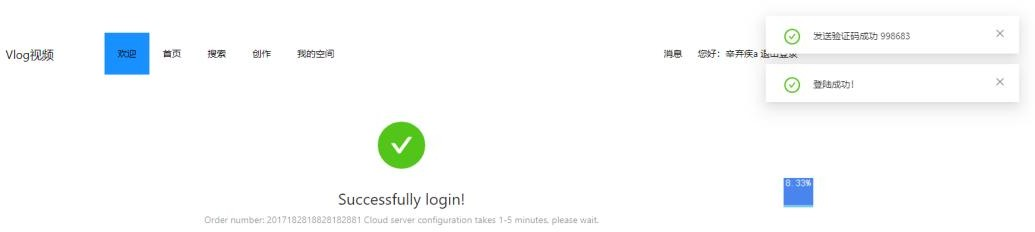 Vlog视频 欢迎 首页 搜索 创作 我的空间 消息 您好：辛弃疾a 退出登录
发送验证码成功 998683
登陆成功！
8.33%
Successfully login!
Order number: 2017182818828182881 Cloud server configuration takes 1-5 minutes, please wait.